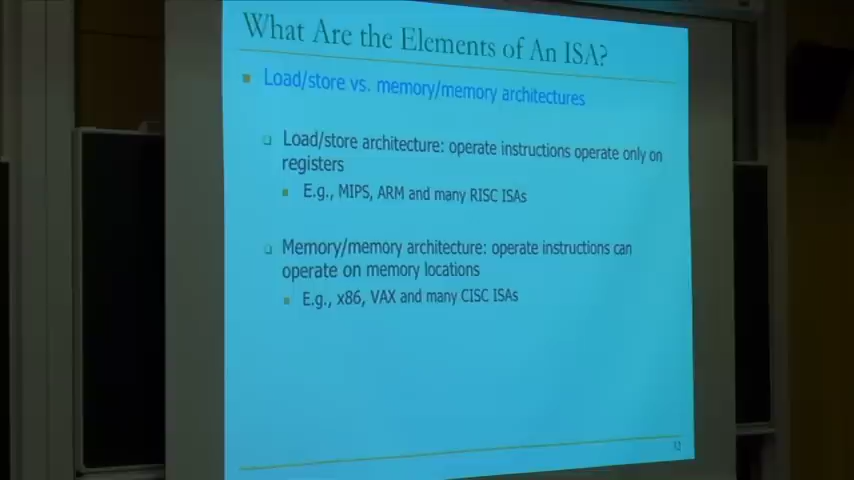 What Are the Elements of An ISA?
Load/store vs. memory/memory architectures
Load/store architecture: operate instructions operate only on
registers
E.g., MIPS, ARM and many RISC ISAs
Memory/memory architecture: operate instructions can
operate on memory locations
E.g., x86, VAX and many CISC ISAs